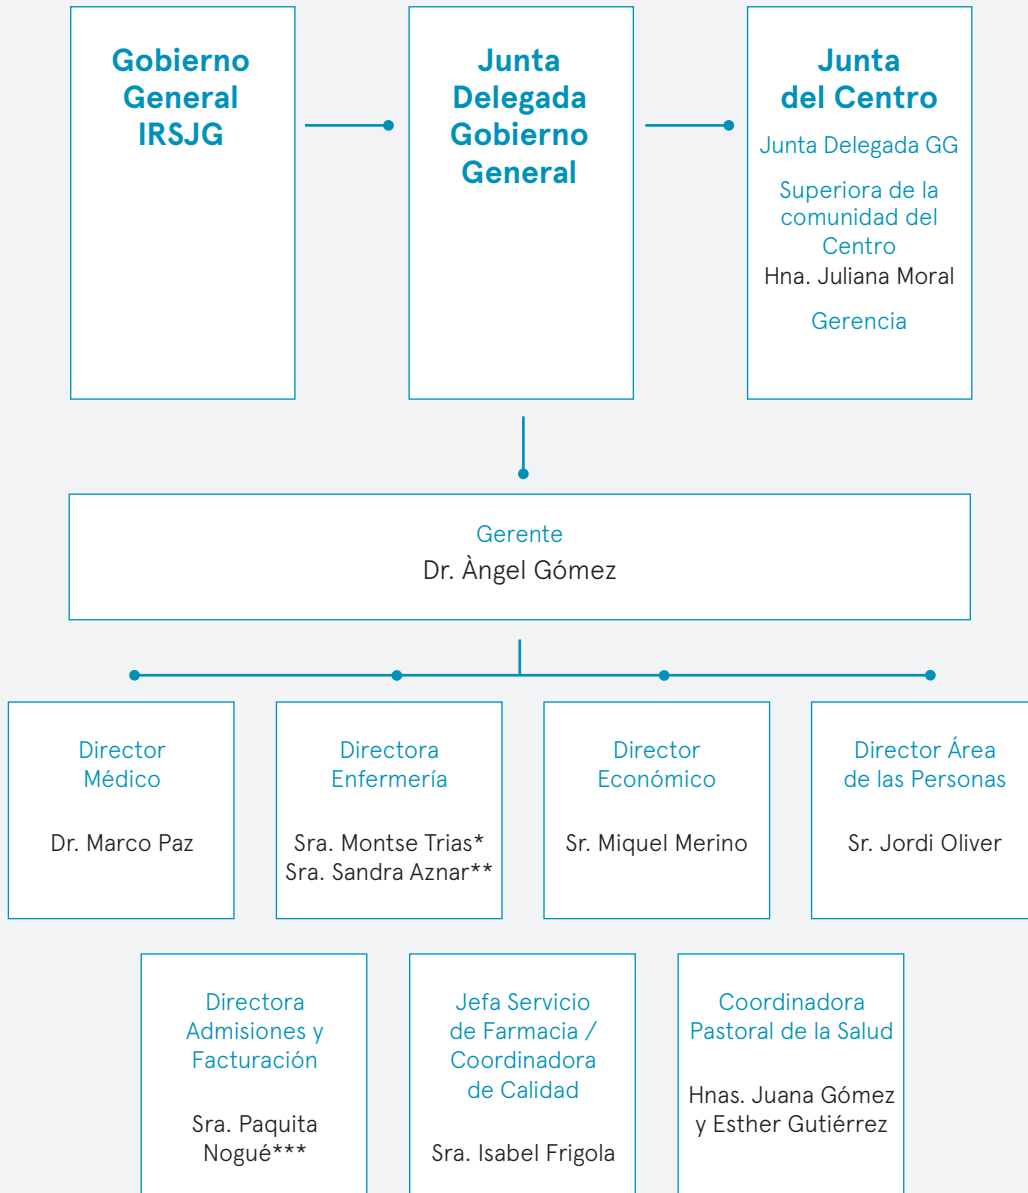 Gobierno
General
IRSJG
Junta
Delegada
Gobierno
General
Junta
del Centro
Junta Delegada GG
Superiora de la
comunidad del
Centro
Hna. Juliana Moral
Gerencia
Gerente
Dr. Àngel Gómez
Director
Médico
Dr. Marco Paz
Directora
Enfermería
Sra. Montse Trias*
Sra. Sandra Aznar**
Director
Económico
Sr. Miquel Merino
Director Área
de las Personas
Sr. Jordi Oliver
Directora
Admisiones y
Facturación
Sra. Paquita
Nogué***
Jefa Servicio
de Farmacia /
Coordinadora
de Calidad
Sra. Isabel Frigola
Coordinadora
Pastoral de la Salud
Hnas. Juana Gómez
y Esther Gutiérrez